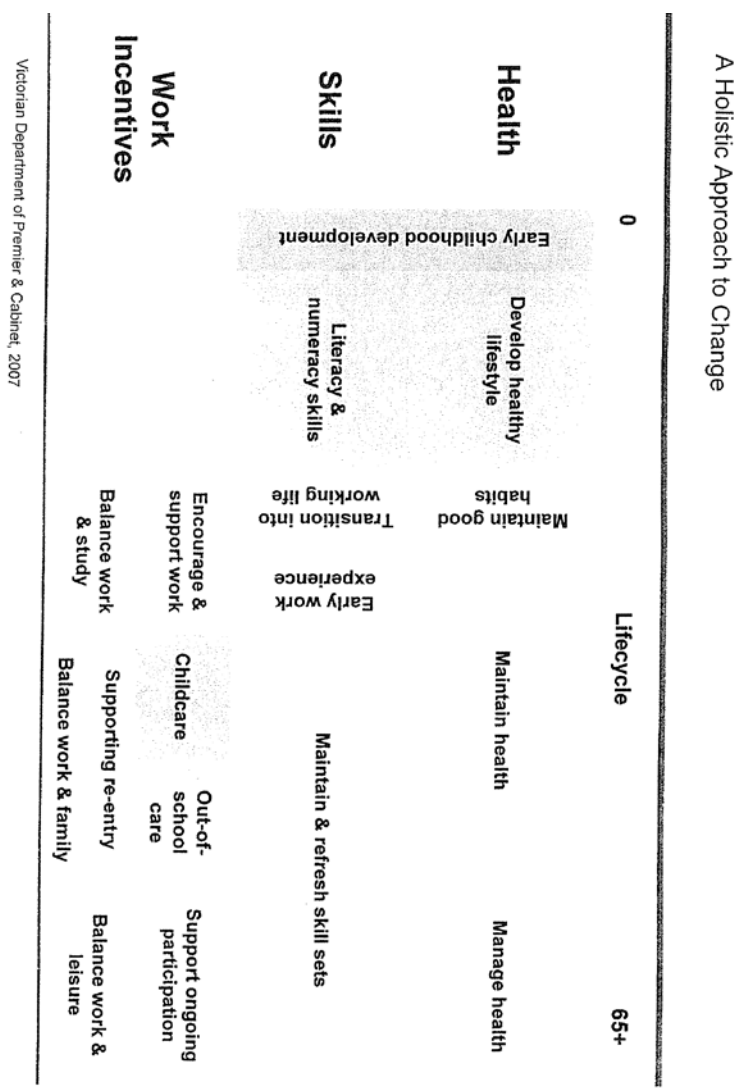 A Holistic Approach to Change
0
Lifecycle
65+
Health
Early childhood development
Develop healthy
lifestyle
Maintain good
habits
Maintain health
Manage health
Skills
Literacy &
numeracy skills
Transition into
working life
Early work
experience
Maintain & refresh skill sets
Work
Incentives
Encourage &
support work
Childcare
Out-of-
school
care
Support ongoing
participation
Balance work
& study
Supporting re-entry
Balance work & family
Balance work &
leisure
Victorian Department of Premier & Cabinet, 2007